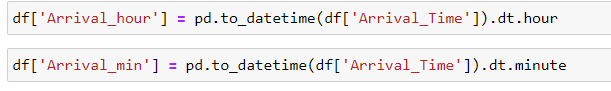 df['Arrival_hour'] = pd.to_datetime(df['Arrival_Time']).dt.hour
df['Arrival_min'] = pd.to_datetime(df['Arrival_Time']).dt.minute